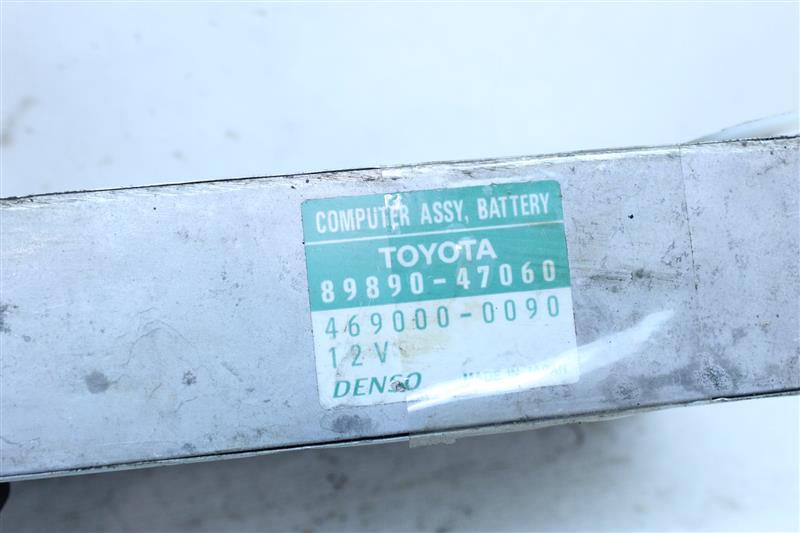 COMPUTER ASSY, BATTERY
TOYOTA
89890-47060
469000-0090
12V
DENSO MADE IN JAPAN